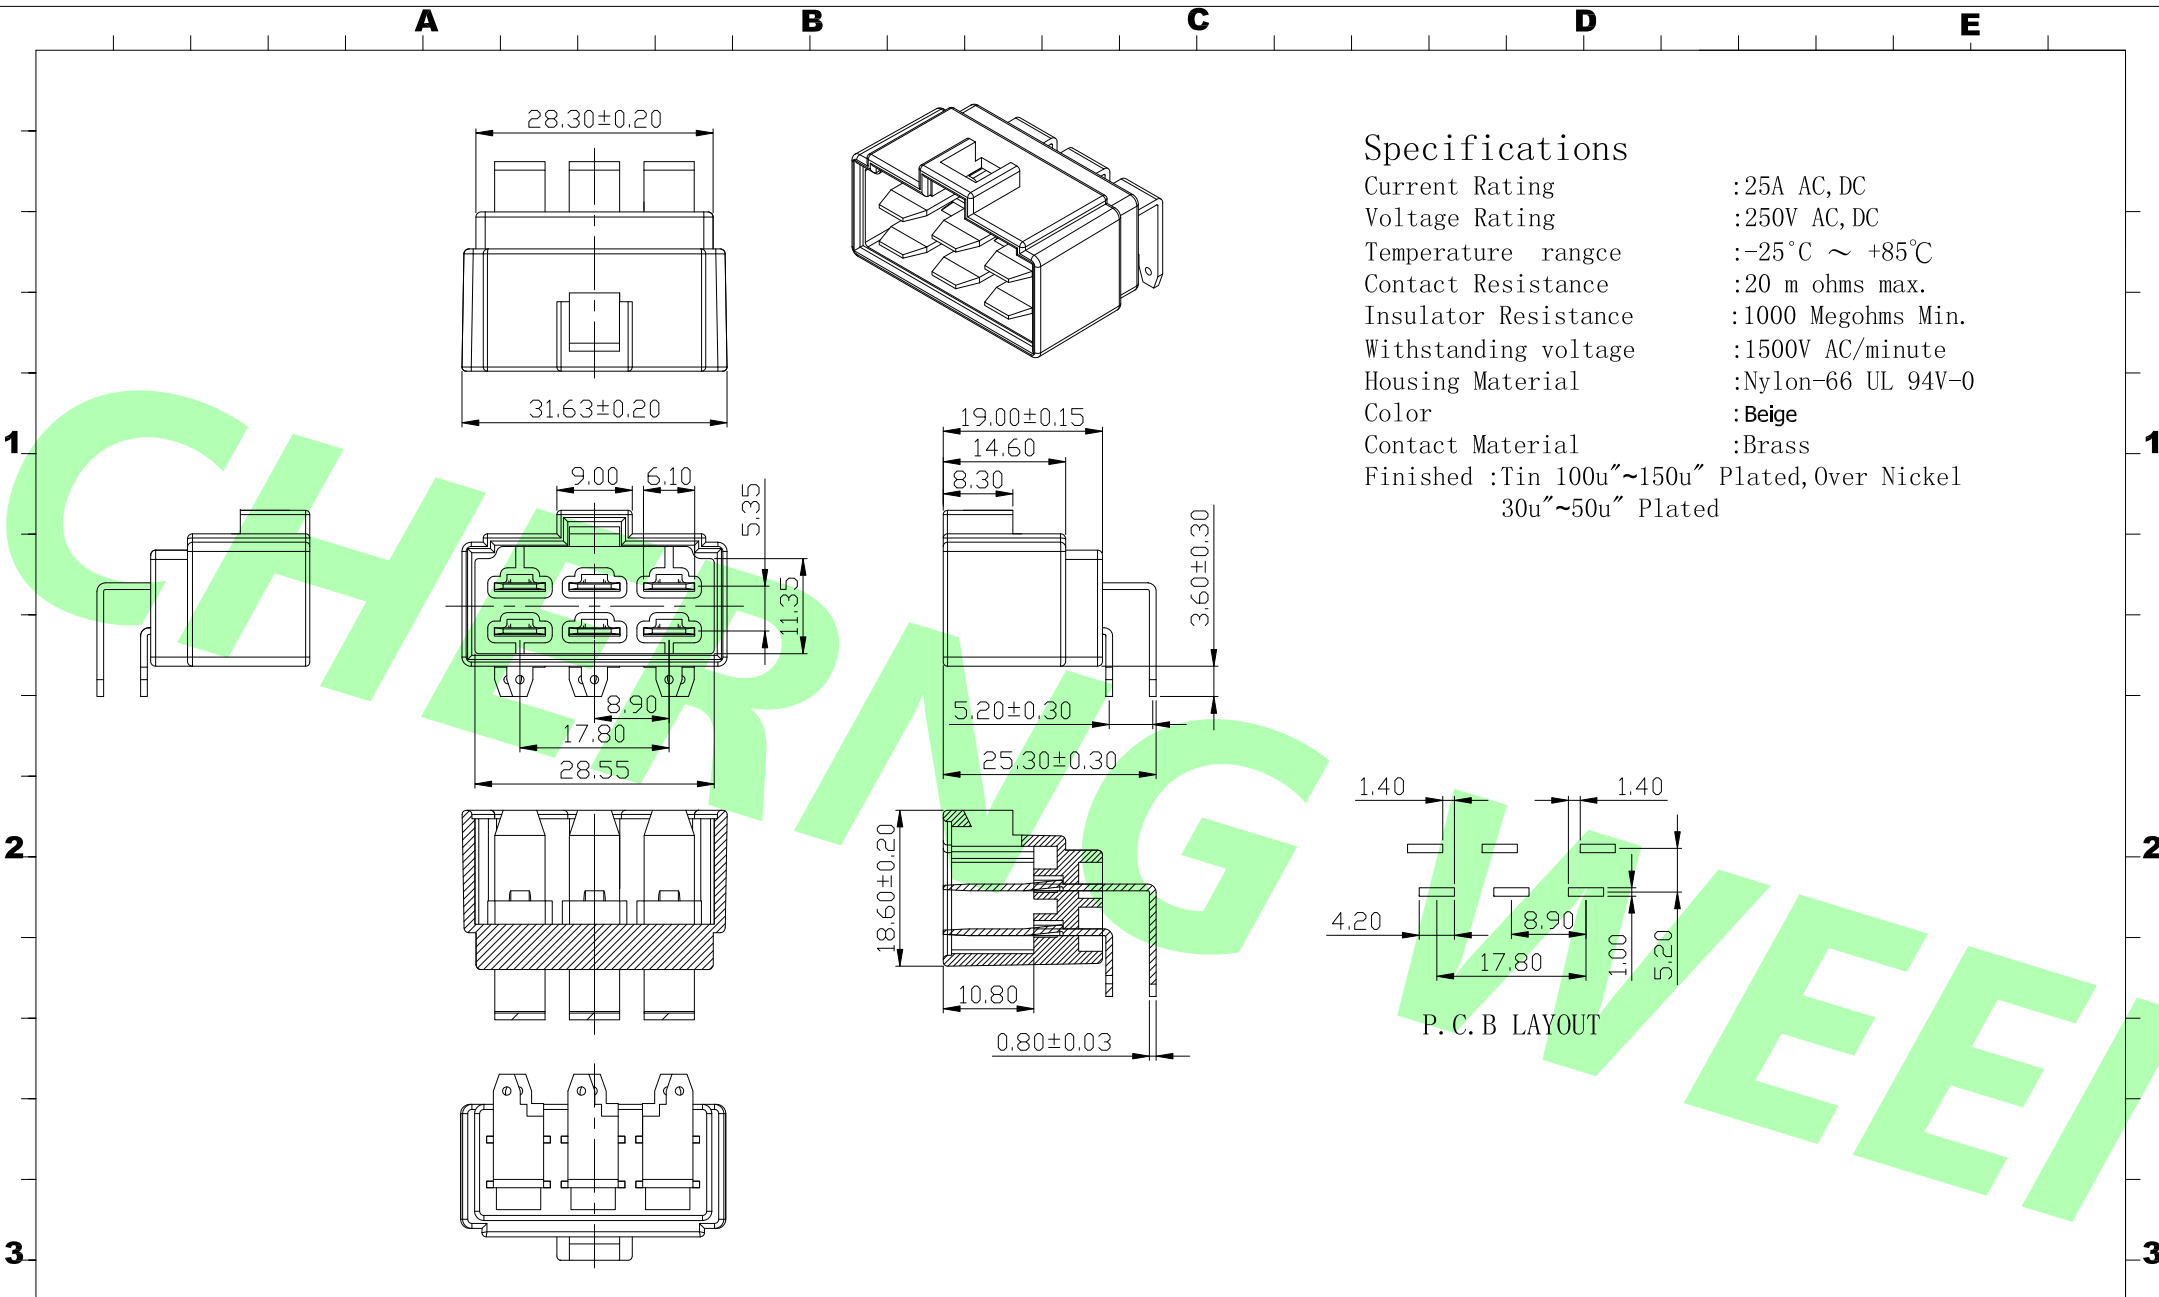 A B C D E
28.30±0.20
31.63±0.20
Specifications
Current Rating :25A AC,DC
Voltage Rating :250V AC,DC
Temperature rangce :-25°C ～ +85℃
Contact Resistance :20 m ohms max.
Insulator Resistance :1000 Megohms Min.
Withstanding voltage :1500V AC/minute
Housing Material :Nylon-66 UL 94V-0
Color :Beige
Contact Material :Brass
Finished :Tin 100u"~150u" Plated,Over Nickel
30u"~50u" Plated
1 1
9.00 6.10
5.35
11.35
8.90
17.80
28.55
19.00±0.15
14.60
8.30
3.60±0.30
5.20±0.30
25.30±0.30
2 2
18.60±0.20
10.80
0.80±0.03
1.40 1.40
4.20
8.90
17.80
1.00
5.20
P.C.B LAYOUT
3 3
CHERNG WEEI